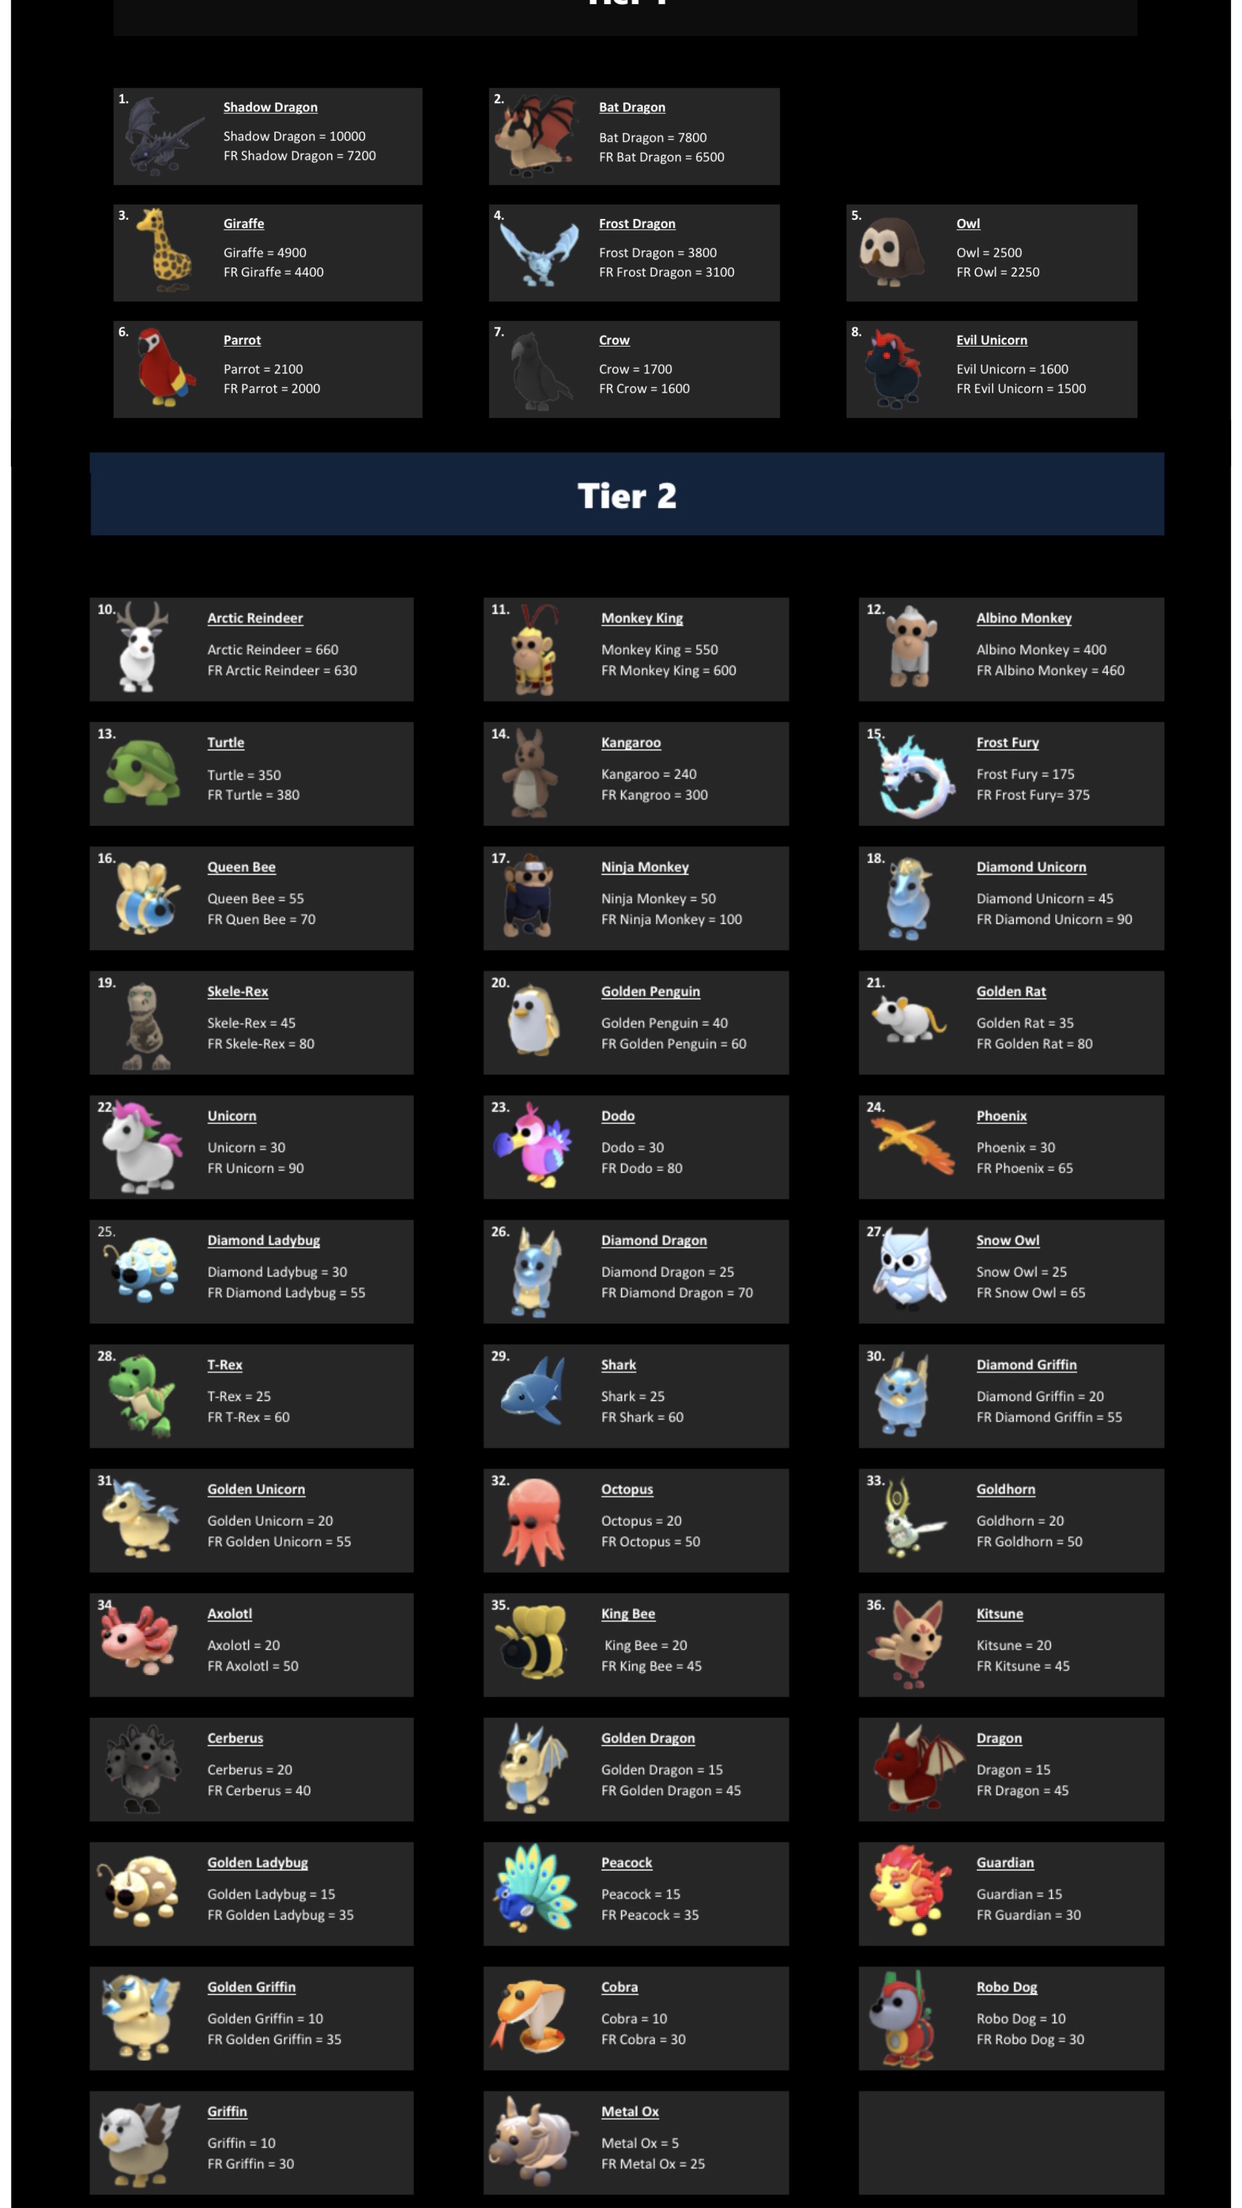 Tier 1
1.
Shadow Dragon
Shadow Dragon = 10000
FR Shadow Dragon = 7200
2.
Bat Dragon
Bat Dragon = 7800
FR Bat Dragon = 6500
3.
Giraffe
Giraffe = 4900
FR Giraffe = 4400
4.
Frost Dragon
Frost Dragon = 3800
FR Frost Dragon = 3100
5.
Owl
Owl = 2500
FR Owl = 2250
6.
Parrot
Parrot = 2100
FR Parrot = 2000
7.
Crow
Crow = 1700
FR Crow = 1600
8.
Evil Unicorn
Evil Unicorn = 1600
FR Evil Unicorn = 1500
Tier 2
10.
Arctic Reindeer
Arctic Reindeer = 660
FR Arctic Reindeer = 630
11.
Monkey King
Monkey King = 550
FR Monkey King = 600
12.
Albino Monkey
Albino Monkey = 400
FR Albino Monkey = 460
13.
Turtle
Turtle = 350
FR Turtle = 380
14.
Kangaroo
Kangaroo = 240
FR Kangroo = 300
15.
Frost Fury
Frost Fury = 175
FR Frost Fury= 375
16.
Queen Bee
Queen Bee = 55
FR Quen Bee = 70
17.
Ninja Monkey
Ninja Monkey = 50
FR Ninja Monkey = 100
18.
Diamond Unicorn
Diamond Unicorn = 45
FR Diamond Unicorn = 90
19.
Skele-Rex
Skele-Rex = 45
FR Skele-Rex = 80
20.
Golden Penguin
Golden Penguin = 40
FR Golden Penguin = 60
21.
Golden Rat
Golden Rat = 35
FR Golden Rat = 80
22.
Unicorn
Unicorn = 30
FR Unicorn = 90
23.
Dodo
Dodo = 30
FR Dodo = 80
24.
Phoenix
Phoenix = 30
FR Phoenix = 65
25.
Diamond Ladybug
Diamond Ladybug = 30
FR Diamond Ladybug = 55
26.
Diamond Dragon
Diamond Dragon = 25
FR Diamond Dragon = 70
27.
Snow Owl
Snow Owl = 25
FR Snow Owl = 65
28.
T-Rex
T-Rex = 25
FR T-Rex = 60
29.
Shark
Shark = 25
FR Shark = 60
30.
Diamond Griffin
Diamond Griffin = 20
FR Diamond Griffin = 55
31.
Golden Unicorn
Golden Unicorn = 20
FR Golden Unicorn = 55
32.
Octopus
Octopus = 20
FR Octopus = 50
33.
Goldhorn
Goldhorn = 20
FR Goldhorn = 50
34.
Axolotl
Axolotl = 20
FR Axolotl = 50
35.
King Bee
King Bee = 20
FR King Bee = 45
36.
Kitsune
Kitsune = 20
FR Kitsune = 45
Cerberus
Cerberus = 20
FR Cerberus = 40
Golden Dragon
Golden Dragon = 15
FR Golden Dragon = 45
Dragon
Dragon = 15
FR Dragon = 45
Golden Ladybug
Golden Ladybug = 15
FR Golden Ladybug = 35
Peacock
Peacock = 15
FR Peacock = 35
Guardian
Guardian = 15
FR Guardian = 30
Golden Griffin
Golden Griffin = 10
FR Golden Griffin = 35
Cobra
Cobra = 10
FR Cobra = 30
Robo Dog
Robo Dog = 10
FR Robo Dog = 30
Griffin
Griffin = 10
FR Griffin = 30
Metal Ox
Metal Ox = 5
FR Metal Ox = 25